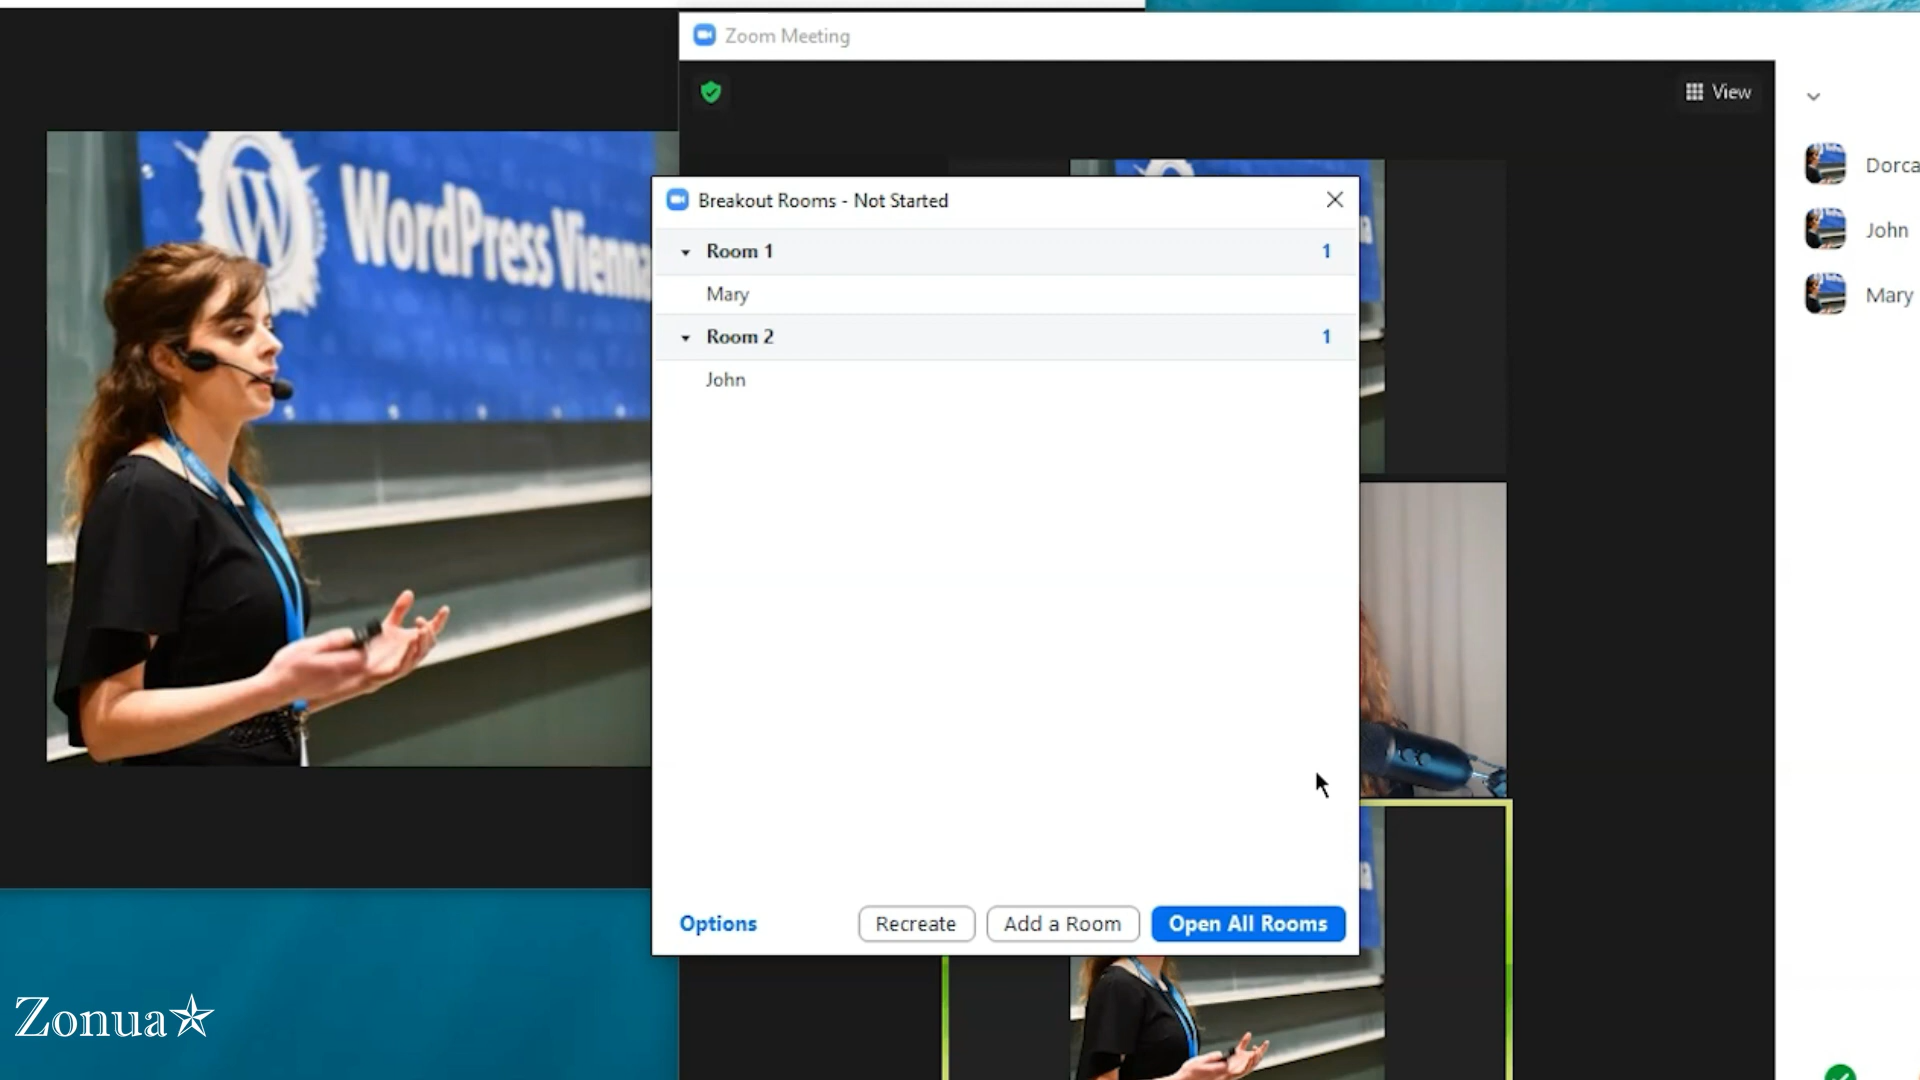 Zoom Meeting
View
WordPress Vienna
Breakout Rooms - Not Started
Room 1
1
Mary
Room 2
1
John
Dorca
John
Mary
Options
Recreate
Add a Room
Open All Rooms
Zonua